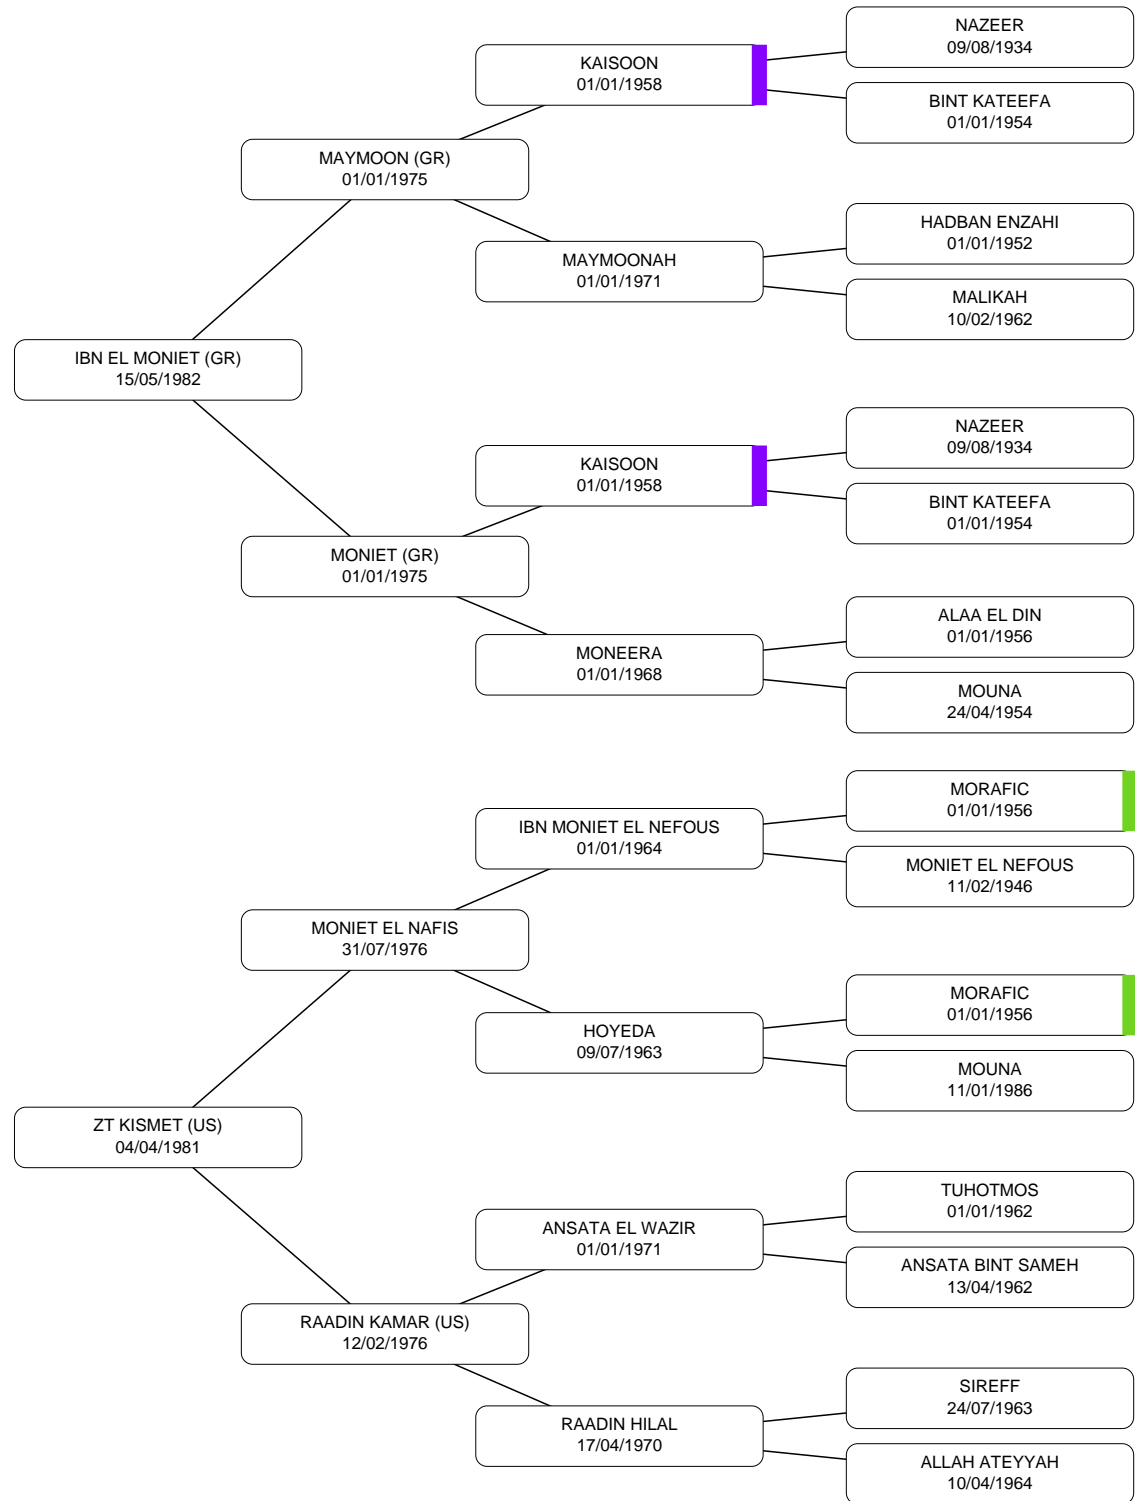 NAZEER
09/08/1934
KAISOON
01/01/1958
BINT KATEEFA
01/01/1954
MAYMOON (GR)
01/01/1975
HADBAN ENZAHI
01/01/1952
MAYMOONAH
01/01/1971
MALIKAH
10/02/1962
IBN EL MONIET (GR)
15/05/1982
NAZEER
09/08/1934
KAISOON
01/01/1958
BINT KATEEFA
01/01/1954
MONIET (GR)
01/01/1975
ALAA EL DIN
01/01/1956
MONEERA
01/01/1968
MOUNA
24/04/1954
MORAFIC
01/01/1956
IBN MONIET EL NEFOUS
01/01/1964
MONIET EL NEFOUS
11/02/1946
MONIET EL NAFIS
31/07/1976
MORAFIC
01/01/1956
HOYEDA
09/07/1963
MOUNA
11/01/1986
ZT KISMET (US)
04/04/1981
TUHOTMOS
01/01/1962
ANSATA EL WAZIR
01/01/1971
ANSATA BINT SAMEH
13/04/1962
RAADIN KAMAR (US)
12/02/1976
SIREFF
24/07/1963
RAADIN HILAL
17/04/1970
ALLAH ATEYYAH
10/04/1964